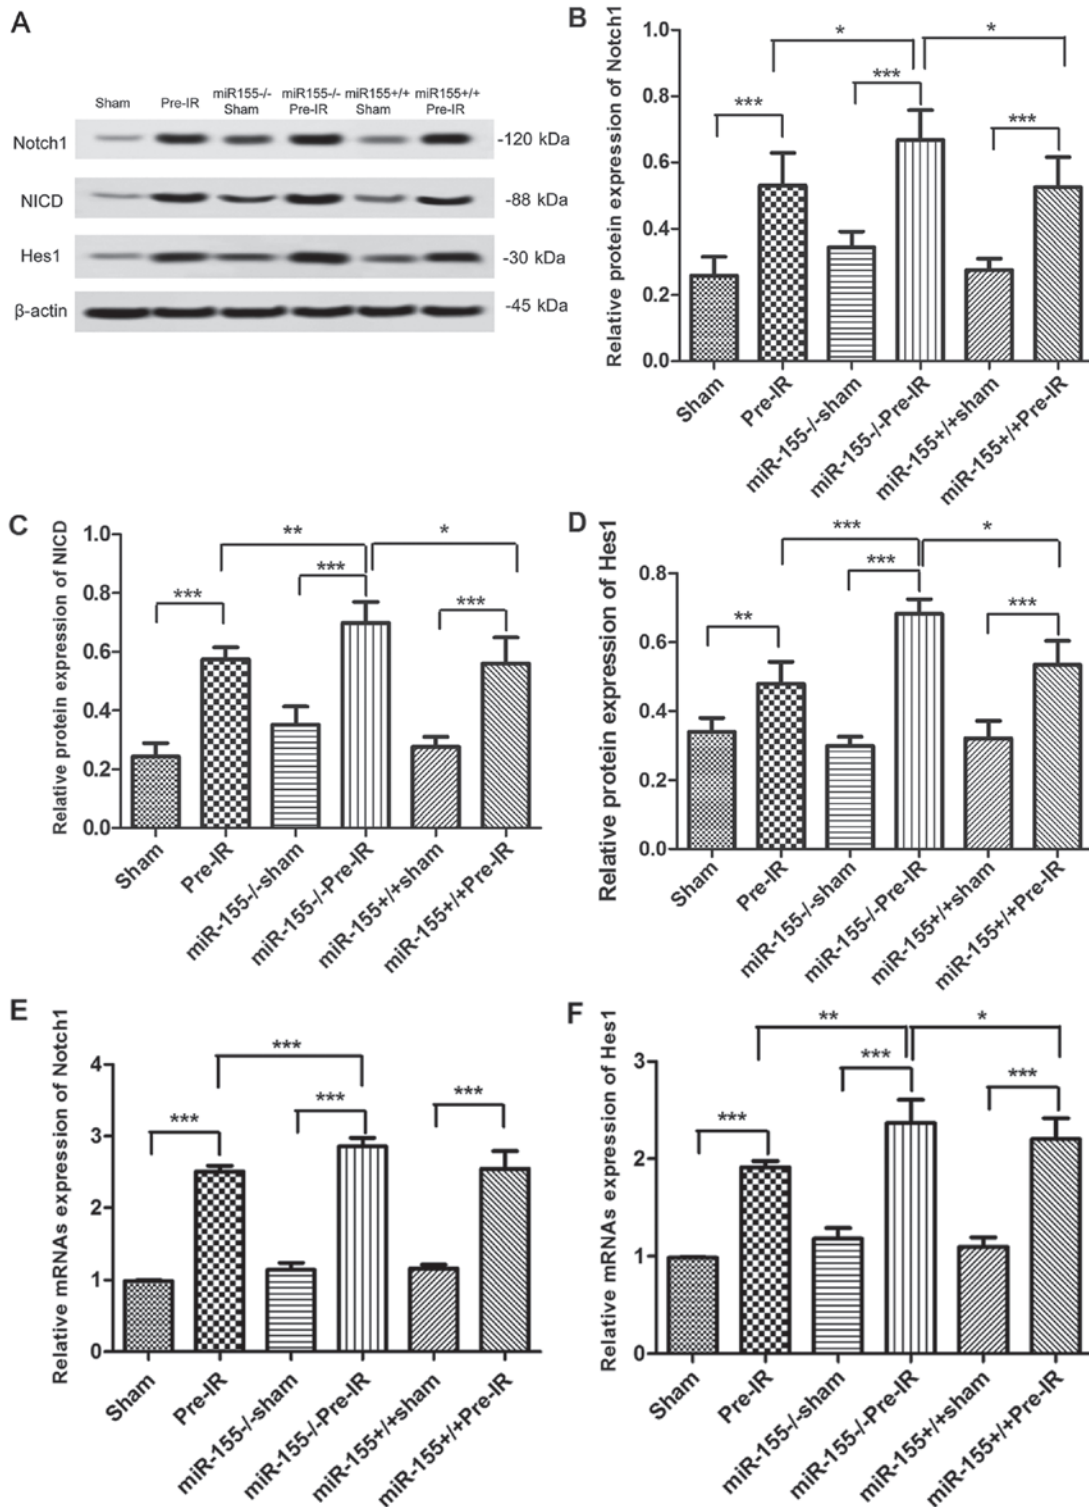 A
Sham Pre-IR miR155-/- Sham miR155-/- Pre-IR miR155+/+ Sham miR155+/+ Pre-IR
Notch1 -120 kDa
NICD -88 kDa
Hes1 -30 kDa
β-actin -45 kDa
B
Relative protein expression of Notch1
1.0
0.8
0.6
0.4
0.2
0.0
*
*
***
***
***
Sham
Pre-IR
miR-155-/-sham
miR-155-/-Pre-IR
miR-155+/+sham
miR-155+/+Pre-IR
C
Relative protein expression of NICD
1.0
0.8
0.6
0.4
0.2
0.0
**
*
***
***
***
Sham
Pre-IR
miR-155-/-sham
miR-155-/-Pre-IR
miR-155+/+sham
miR-155+/+Pre-IR
D
Relative protein expression of Hes1
0.8
0.6
0.4
0.2
0.0
***
*
***
**
***
Sham
Pre-IR
miR-155-/-sham
miR-155-/-Pre-IR
miR-155+/+sham
miR-155+/+Pre-IR
E
Relative mRNAs expression of Notch1
4
3
2
1
0
***
***
***
***
Sham
Pre-IR
miR-155-/-sham
miR-155-/-Pre-IR
miR-155+/+sham
miR-155+/+Pre-IR
F
Relative mRNAs expression of Hes1
3
2
1
0
**
*
***
***
***
Sham
Pre-IR
miR-155-/-sham
miR-155-/-Pre-IR
miR-155+/+sham
miR-155+/+Pre-IR